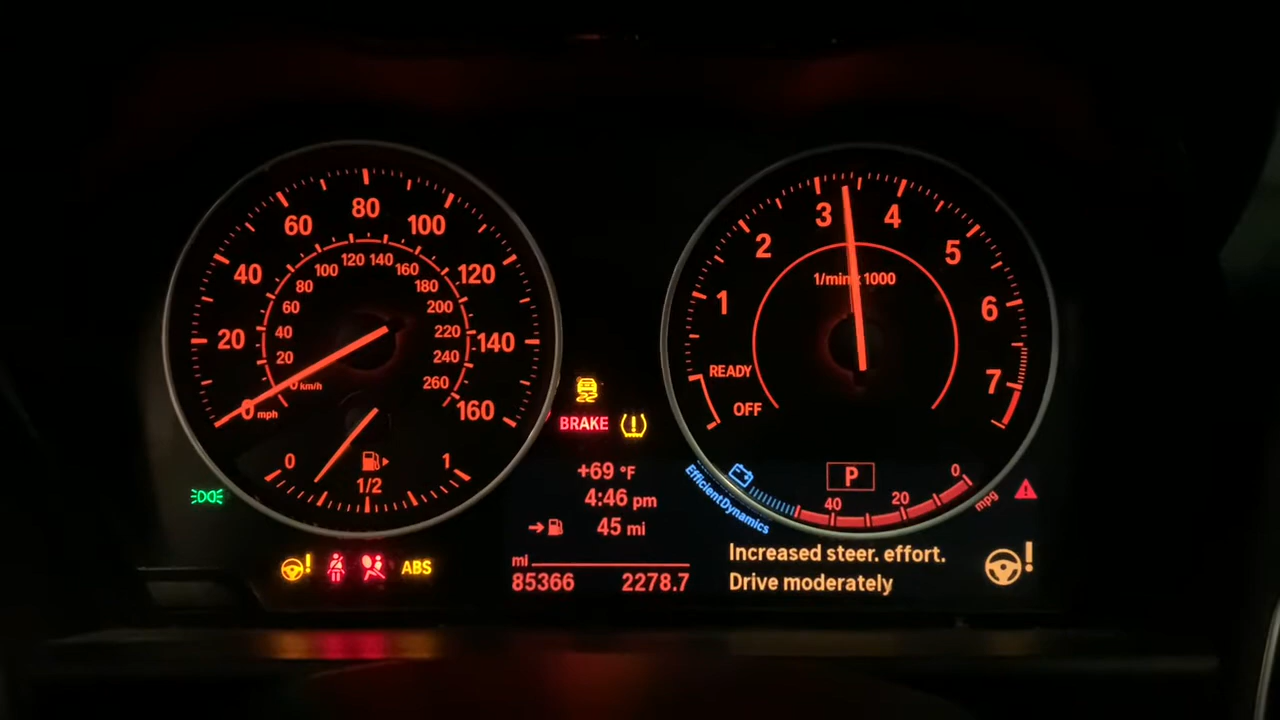 20 40 60 80 100 120 140 160
20 40 60 80 100 120 140 160 180 200 220 240 260
0 km/h
0 mph
0 1/2 1
BRAKE
+69 °F
4:46 pm
45 mi
mi
85366 2278.7
ABS
1 2 3 4 5 6 7
1/min 1000
READY
OFF
P
EfficientDynamics
40 20 0 mpg
Increased steer. effort.
Drive moderately